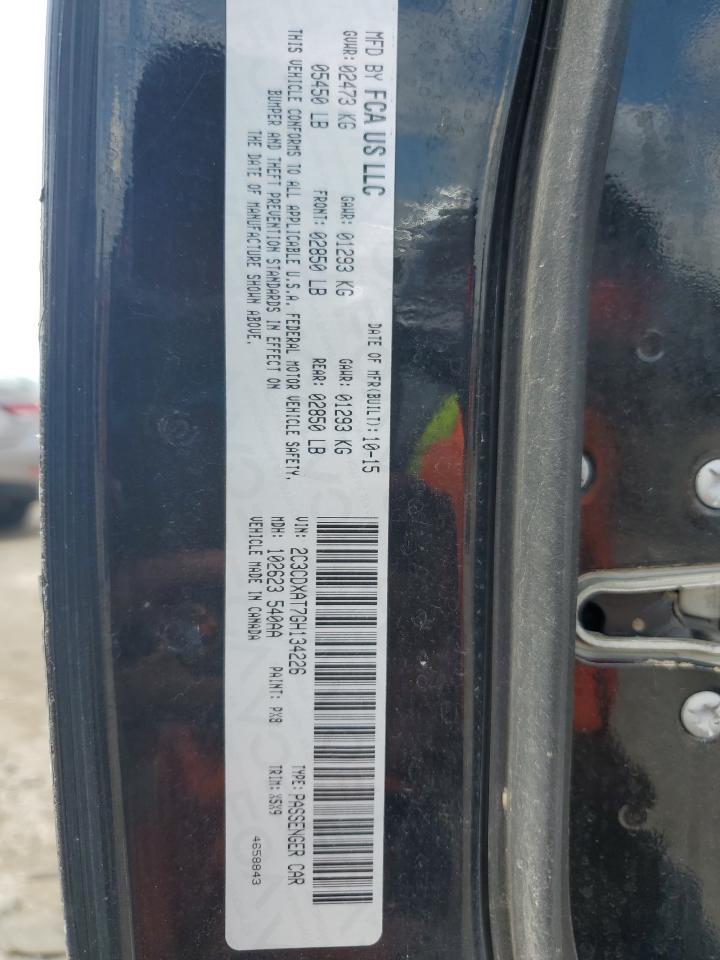 MFD BY FCA US LLC
DATE OF MFR(BUILT): 10-15
GVWR: 02473 KG GAWR: 01293 KG GAWR: 01293 KG
05450 LB FRONT: 02850 LB REAR: 02850 LB
THIS VEHICLE CONFORMS TO ALL APPLICABLE U.S.A. FEDERAL MOTOR VEHICLE SAFETY,
BUMPER AND THEFT PREVENTION STANDARDS IN EFFECT ON
THE DATE OF MANUFACTURE SHOWN ABOVE.
VIN: 2C3CDXAT7GH134226 TYPE: PASSENGER CAR
MDH: 102623 540AA PAINT: PX8 TRIM: X5X9
VEHICLE MADE IN CANADA 4658843